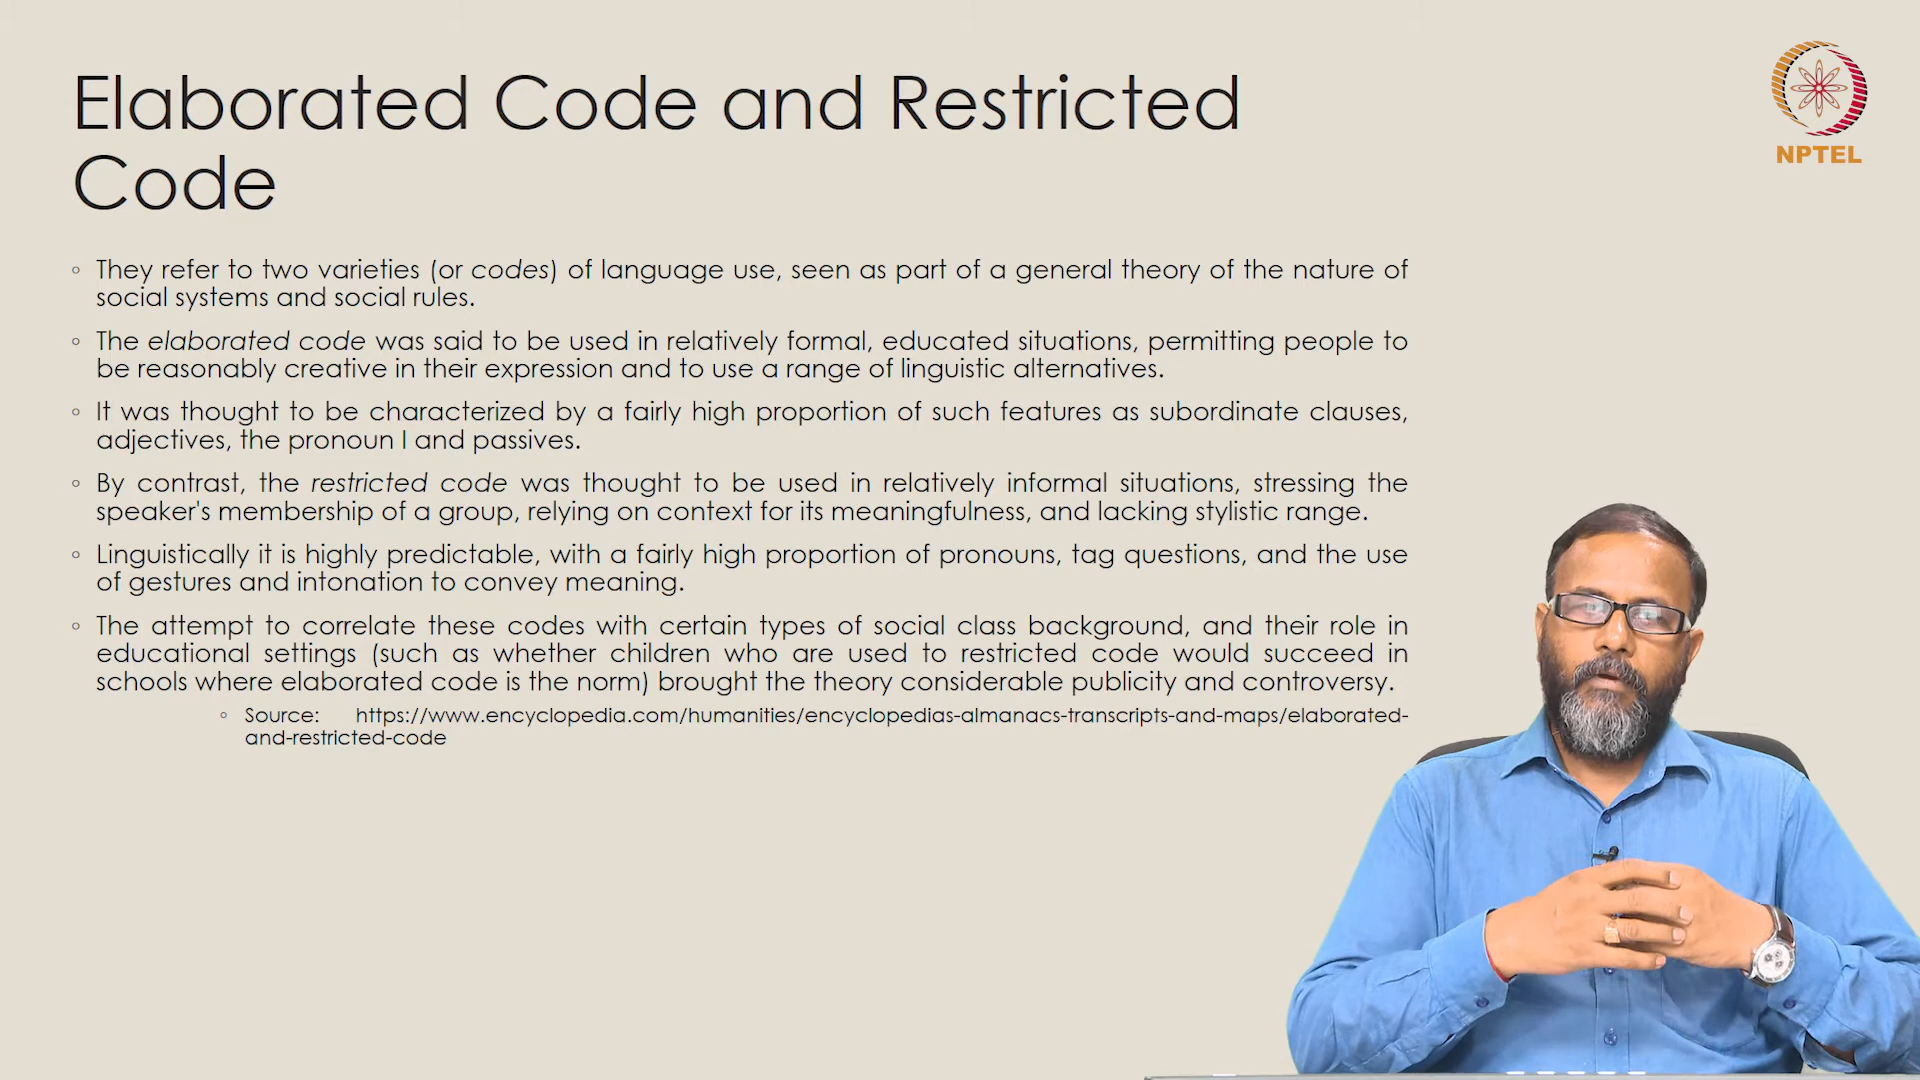 Elaborated Code and Restricted
Code
NPTEL
◦ They refer to two varieties (or codes) of language use, seen as part of a general theory of the nature of
social systems and social rules.
◦ The elaborated code was said to be used in relatively formal, educated situations, permitting people to
be reasonably creative in their expression and to use a range of linguistic alternatives.
◦ It was thought to be characterized by a fairly high proportion of such features as subordinate clauses,
adjectives, the pronoun I and passives.
◦ By contrast, the restricted code was thought to be used in relatively informal situations, stressing the
speaker's membership of a group, relying on context for its meaningfulness, and lacking stylistic range.
◦ Linguistically it is highly predictable, with a fairly high proportion of pronouns, tag questions, and the use
of gestures and intonation to convey meaning.
◦ The attempt to correlate these codes with certain types of social class background, and their role in
educational settings (such as whether children who are used to restricted code would succeed in
schools where elaborated code is the norm) brought the theory considerable publicity and controversy.
◦ Source: https://www.encyclopedia.com/humanities/encyclopedias-almanacs-transcripts-and-maps/elaborated-
and-restricted-code